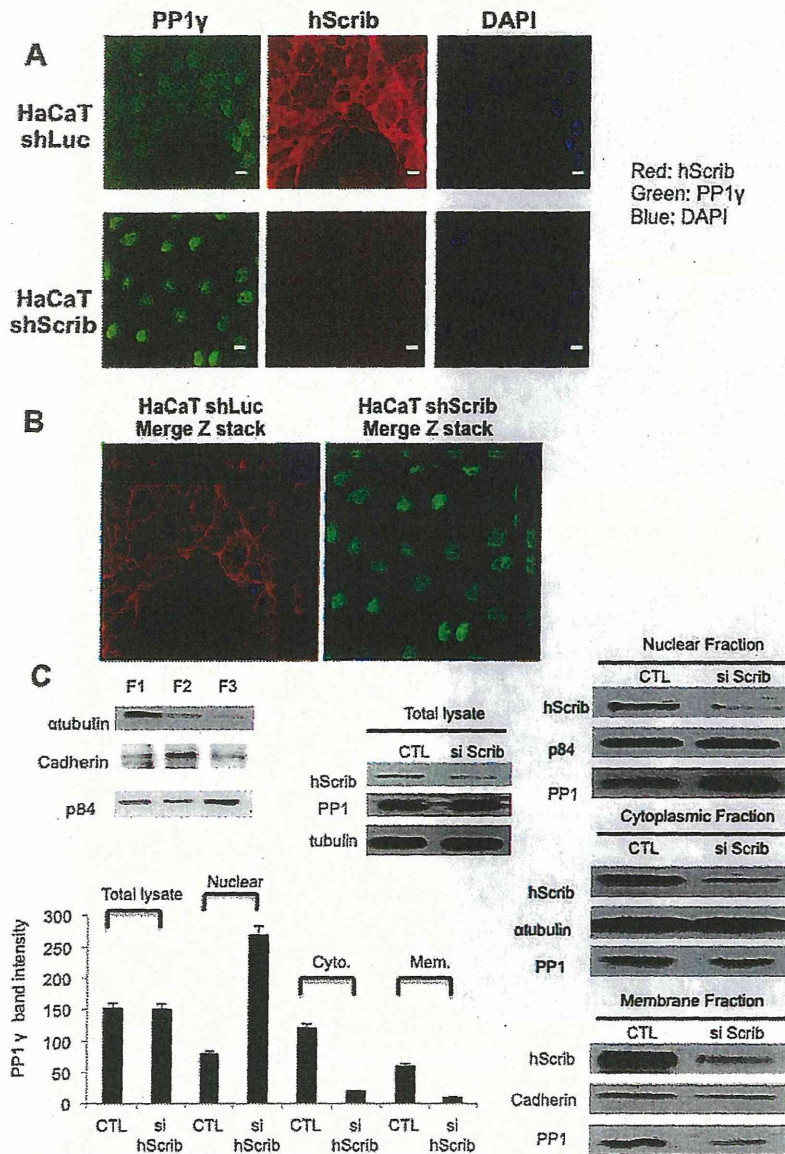 PP1γ hScrib DAPI
A
HaCaT
shLuc
Red: hScrib
Green: PP1γ
Blue: DAPI
HaCaT
shScrib
B
HaCaT shLuc
Merge Z stack
HaCaT shScrib
Merge Z stack
C
F1 F2 F3
αtubulin
Cadherin
p84
Total lysate
CTL si Scrib
hScrib
PP1
tubulin
Nuclear Fraction
CTL si Scrib
hScrib
p84
PP1
Cytoplasmic Fraction
CTL si Scrib
hScrib
αtubulin
PP1
Membrane Fraction
CTL si Scrib
hScrib
Cadherin
PP1
Total lysate Nuclear Cyto. Mem.
PP1 γ band intensity
300
250
200
150
100
50
0
CTL si hScrib CTL si hScrib CTL si hScrib CTL si hScrib